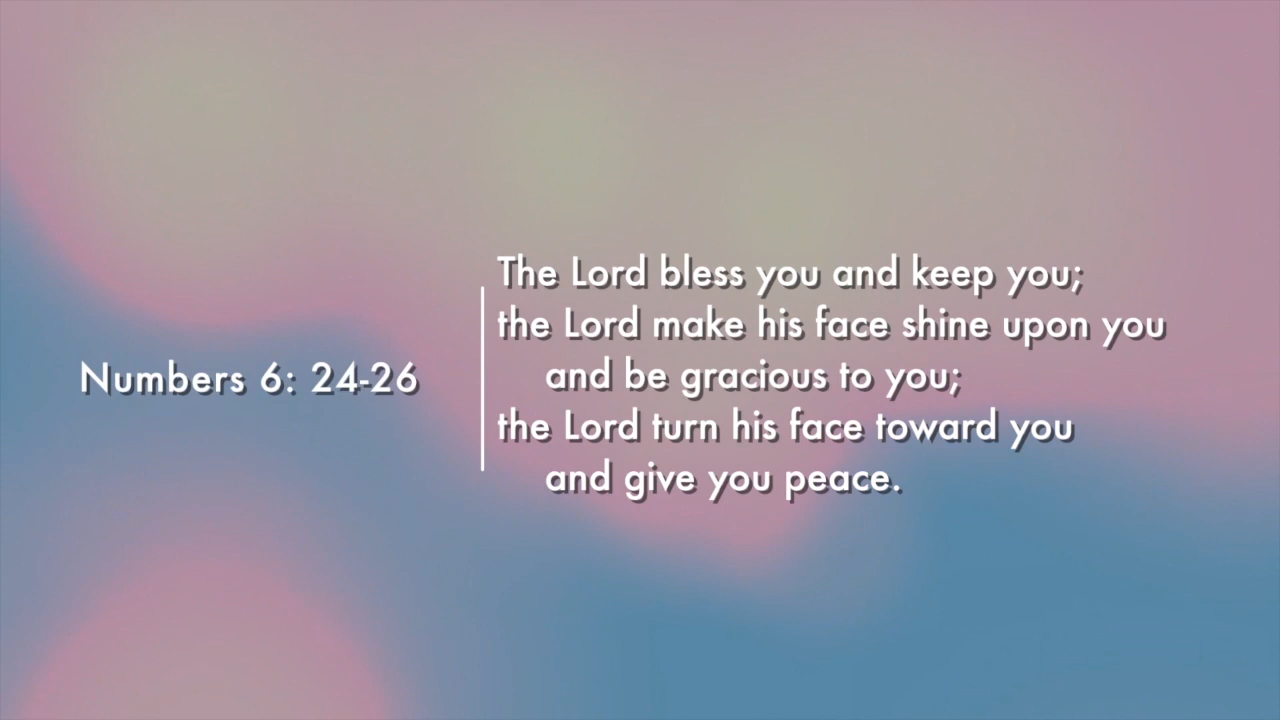 Numbers 6: 24-26
The Lord bless you and keep you;
the Lord make his face shine upon you
and be gracious to you;
the Lord turn his face toward you
and give you peace.